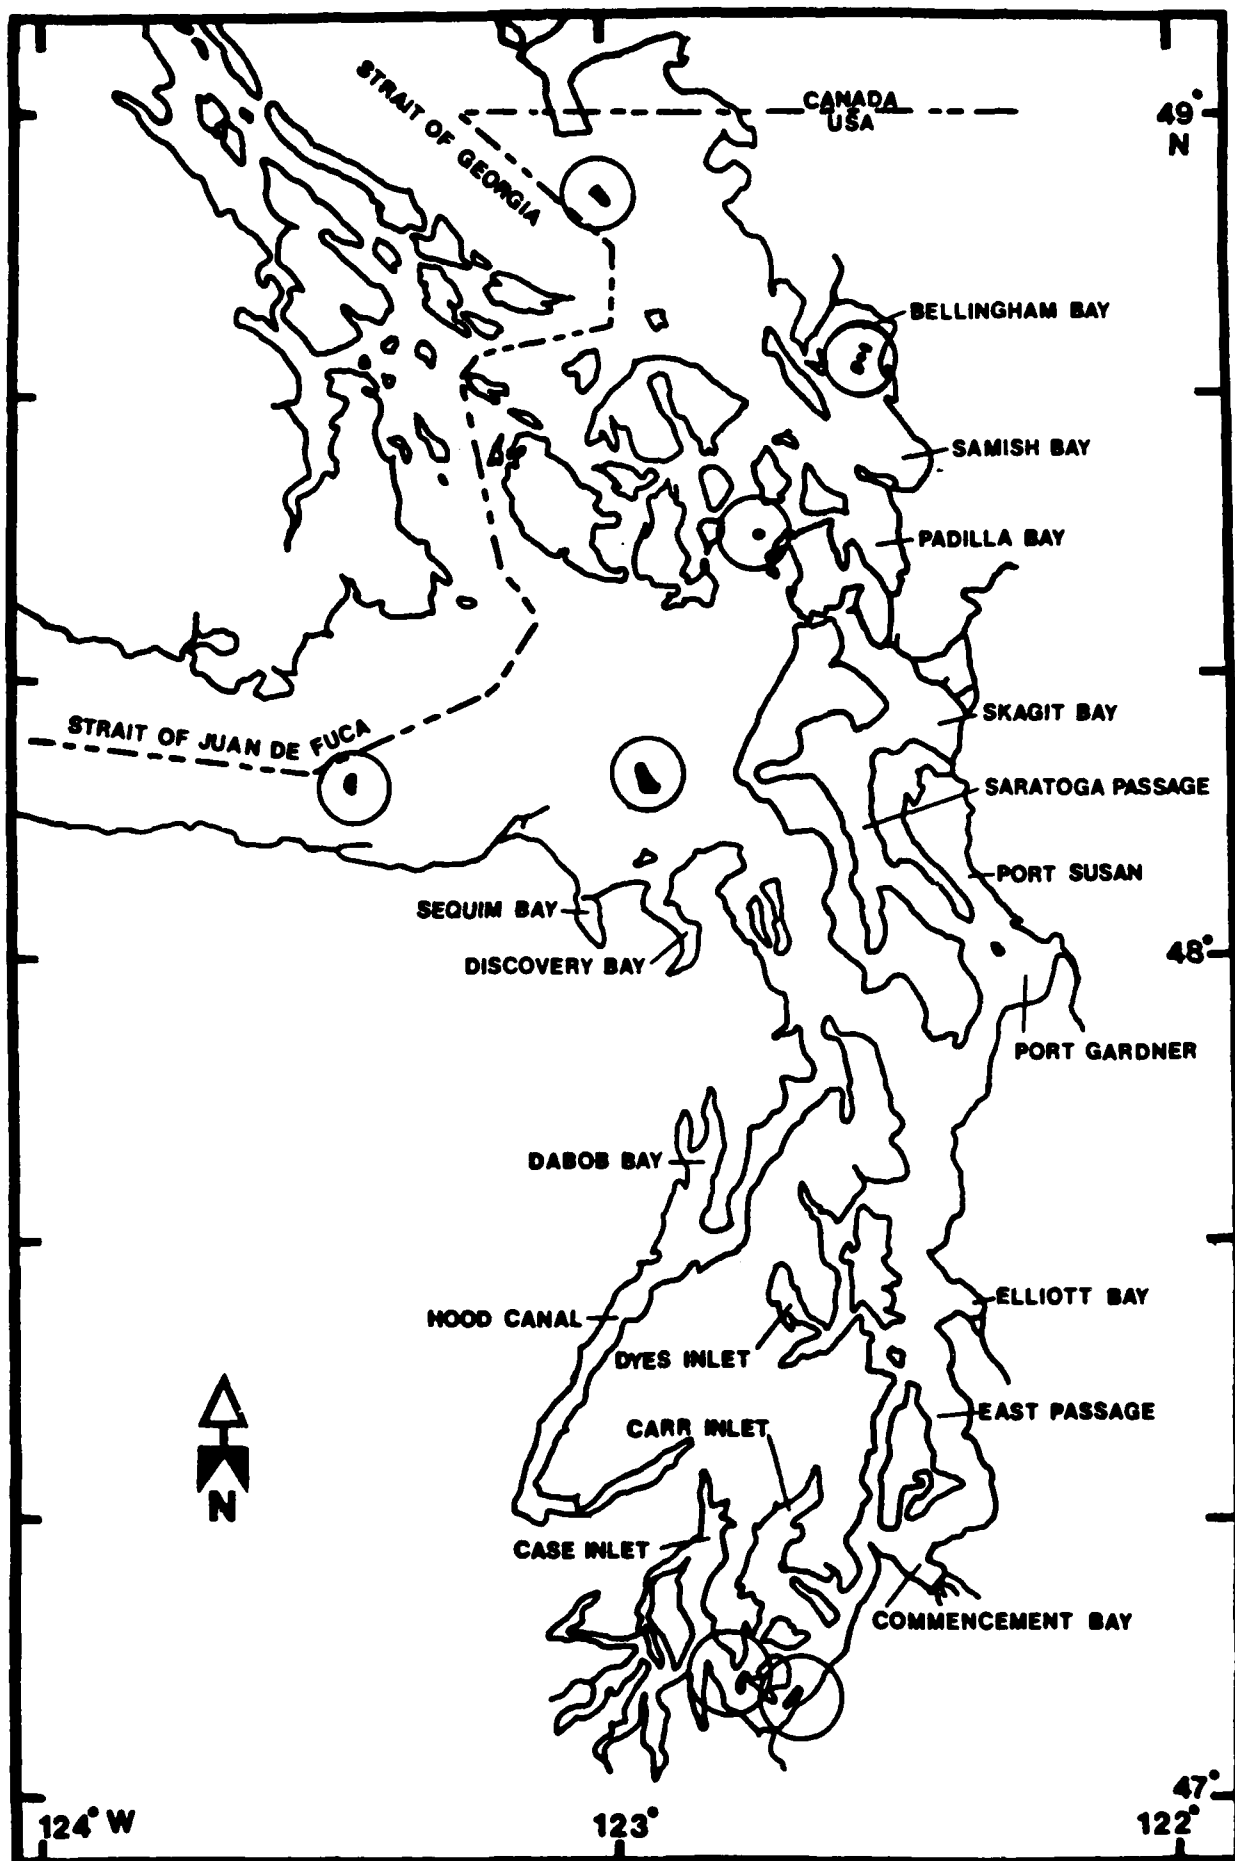 STRAIT OF GEORGIA
CANADA
USA
49°
N
BELLINGHAM BAY
SAMISH BAY
PADILLA BAY
SKAGIT BAY
STRAIT OF JUAN DE FUCA
SARATOGA PASSAGE
PORT SUSAN
SEQUIM BAY
48°
DISCOVERY BAY
PORT GARDNER
DABOB BAY
ELLIOTT BAY
HOOD CANAL
DYES INLET
EAST PASSAGE
CARR INLET
N
CASE INLET
COMMENCEMENT BAY
47°
124° W
123°
122°